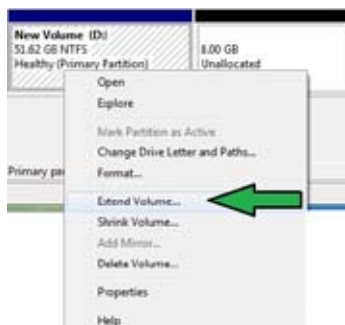 New Volume (D:)
51.62 GB NTFS
Healthy (Primary Partition)
8.00 GB
Unallocated
Open
Explore
Mark Partition as Active
Change Drive Letter and Paths...
Format...
Primary par
Extend Volume...
Shrink Volume...
Add Mirror...
Delete Volume...
Properties
Help